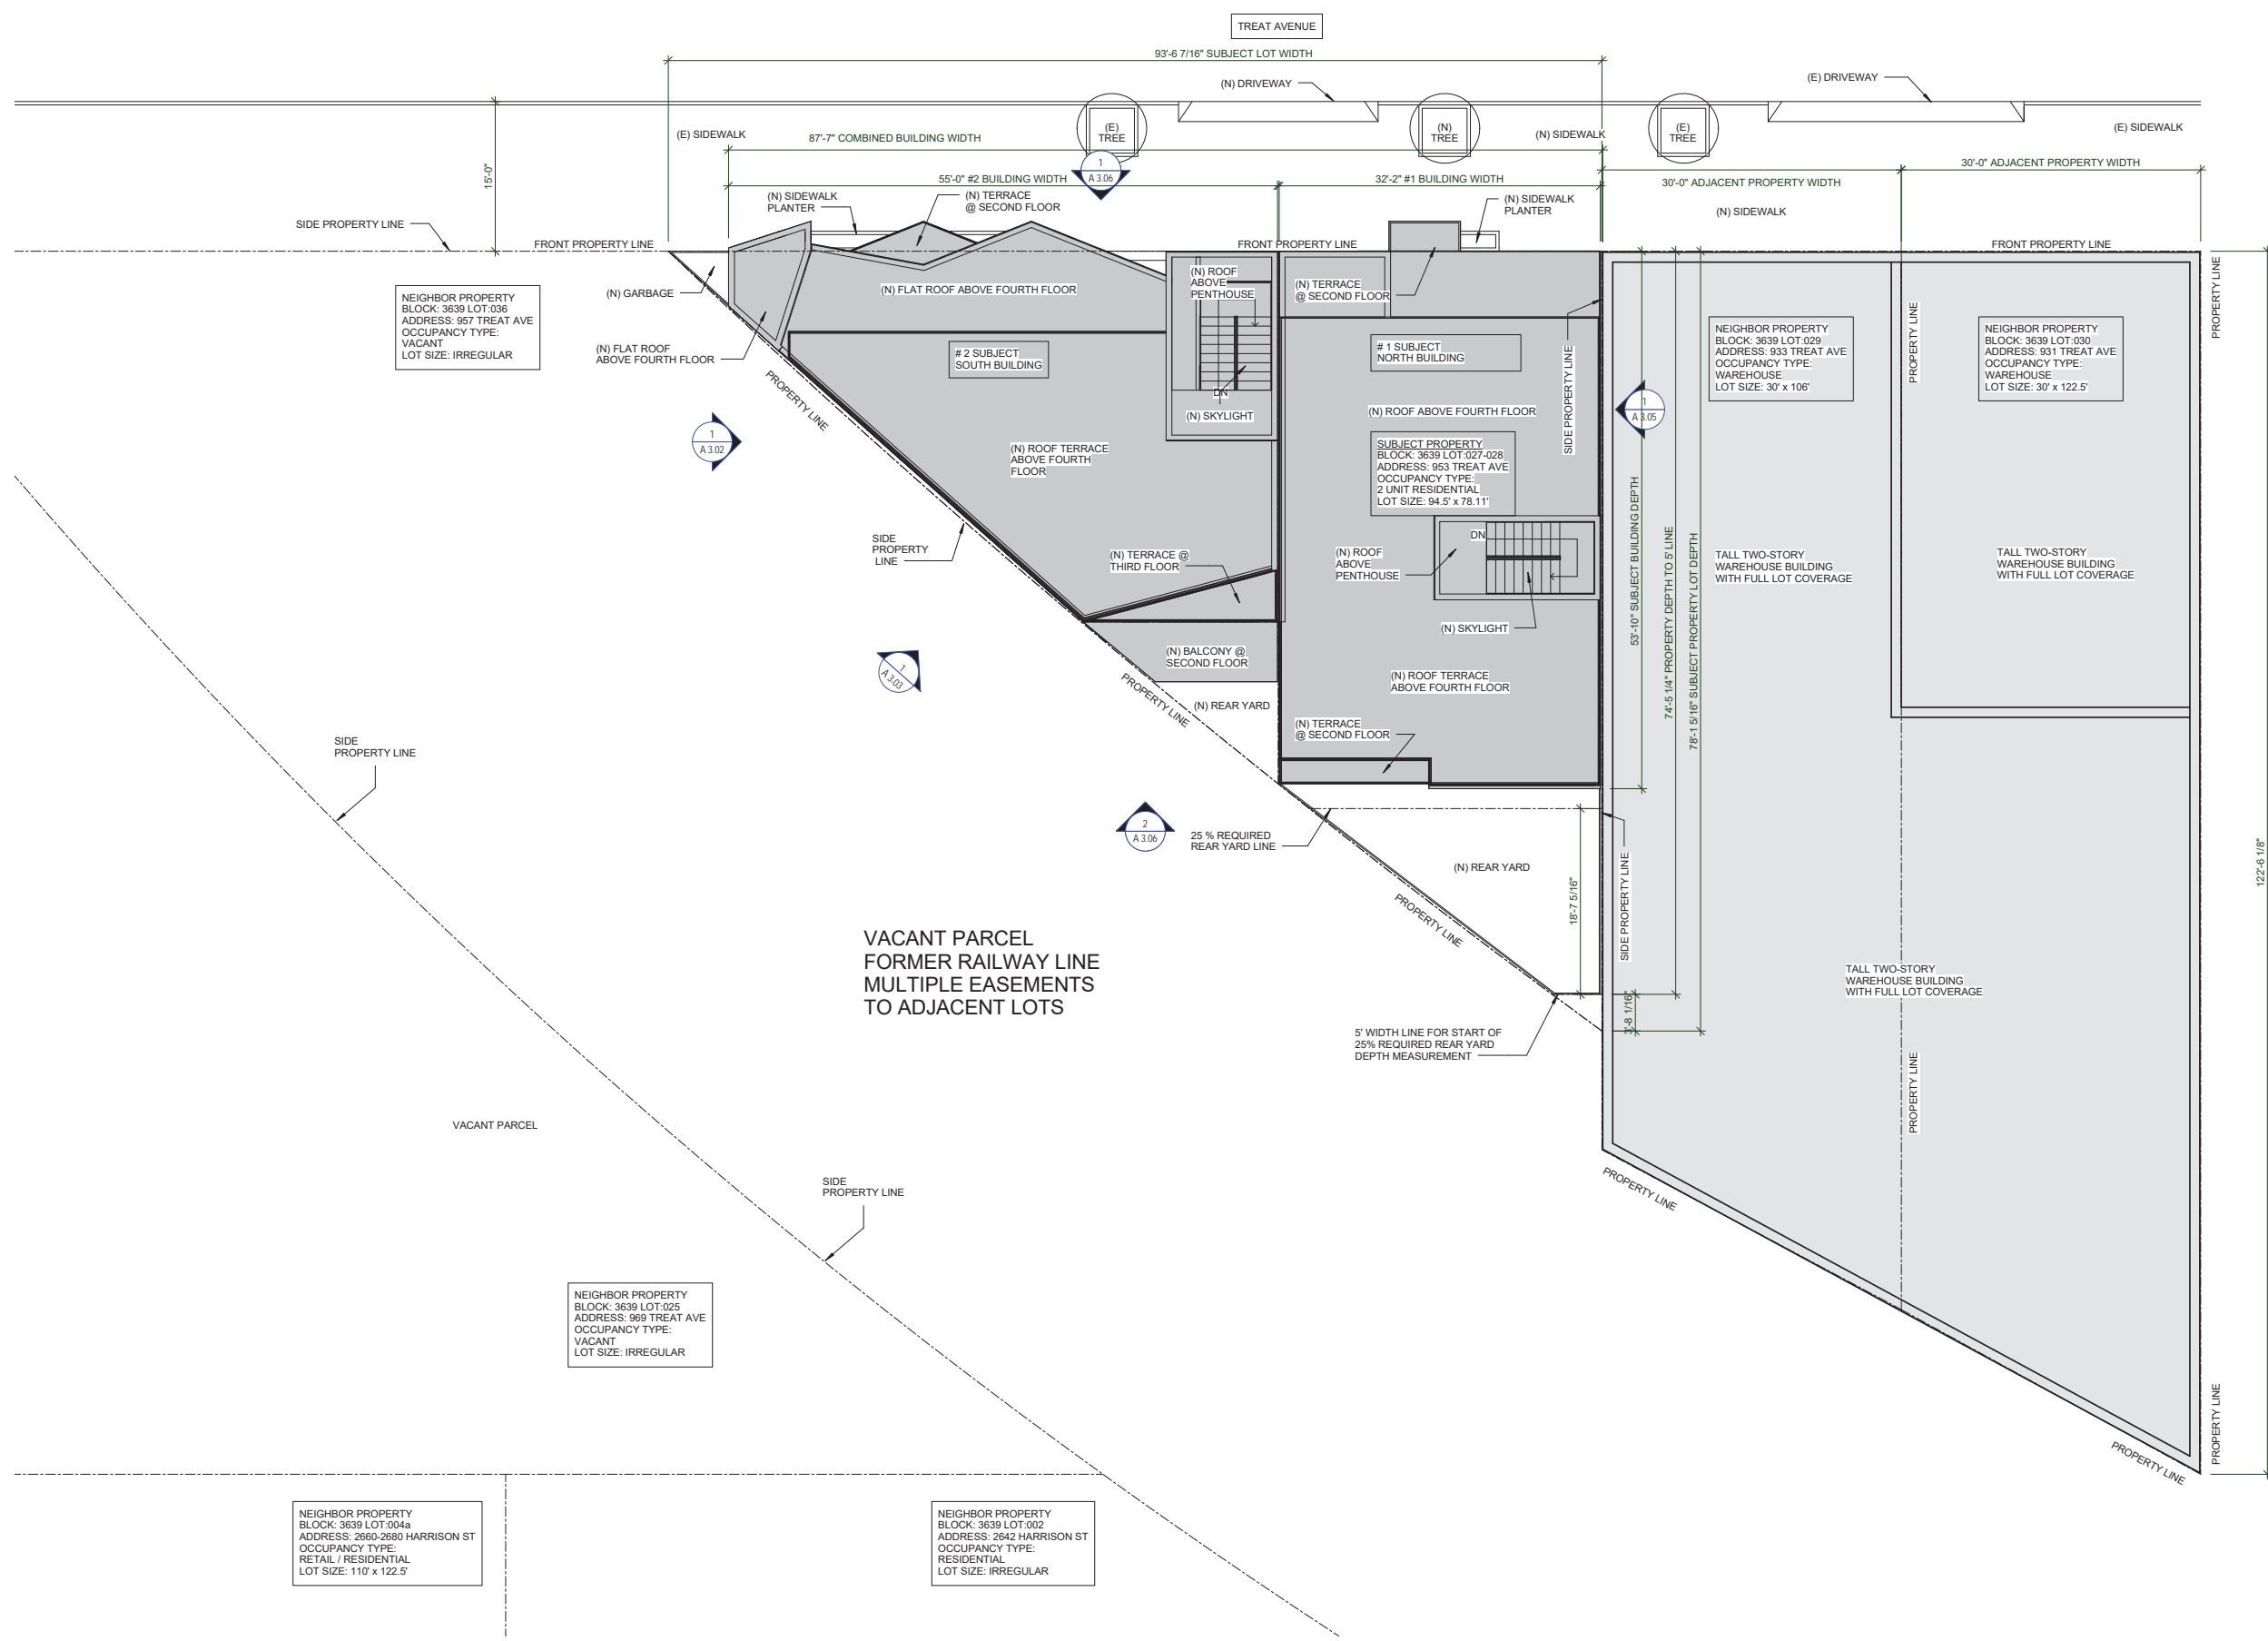 TREAT AVENUE
93'-6 7/16" SUBJECT LOT WIDTH
(N) DRIVEWAY
(E) DRIVEWAY
(E) SIDEWALK
87'-7" COMBINED BUILDING WIDTH
(E)
TREE
(N)
TREE
(N) SIDEWALK
(E)
TREE
(E) SIDEWALK
15'-0"
1
A 3.06
55'-0" #2 BUILDING WIDTH
32'-2" #1 BUILDING WIDTH
30'-0" ADJACENT PROPERTY WIDTH
30'-0" ADJACENT PROPERTY WIDTH
(N) SIDEWALK
PLANTER
(N) TERRACE
@ SECOND FLOOR
(N) SIDEWALK
PLANTER
(N) SIDEWALK
SIDE PROPERTY LINE
FRONT PROPERTY LINE
FRONT PROPERTY LINE
FRONT PROPERTY LINE
PROPERTY LINE
NEIGHBOR PROPERTY
BLOCK: 3639 LOT:036
ADDRESS: 957 TREAT AVE
OCCUPANCY TYPE:
VACANT
LOT SIZE: IRREGULAR
(N) GARBAGE
(N) FLAT ROOF
ABOVE FOURTH FLOOR
(N) FLAT ROOF ABOVE FOURTH FLOOR
(N) ROOF
ABOVE
PENTHOUSE
(N) TERRACE
@ SECOND FLOOR
# 2 SUBJECT
SOUTH BUILDING
# 1 SUBJECT
NORTH BUILDING
SIDE PROPERTY LINE
NEIGHBOR PROPERTY
BLOCK: 3639 LOT:029
ADDRESS: 933 TREAT AVE
OCCUPANCY TYPE:
WAREHOUSE
LOT SIZE: 30' x 106'
PROPERTY LINE
NEIGHBOR PROPERTY
BLOCK: 3639 LOT:030
ADDRESS: 931 TREAT AVE
OCCUPANCY TYPE:
WAREHOUSE
LOT SIZE: 30' x 122.5'
PROPERTY LINE
DN
(N) SKYLIGHT
(N) ROOF ABOVE FOURTH FLOOR
1
A 3.05
1
A 3.02
(N) ROOF TERRACE
ABOVE FOURTH
FLOOR
SUBJECT PROPERTY
BLOCK: 3639 LOT:027-028
ADDRESS: 953 TREAT AVE
OCCUPANCY TYPE:
2 UNIT RESIDENTIAL
LOT SIZE: 94.5' x 78.11'
SIDE
PROPERTY
LINE
(N) TERRACE @
THIRD FLOOR
(N) ROOF
ABOVE
PENTHOUSE
DN
53'-10" SUBJECT BUILDING DEPTH
74'-5 1/4" PROPERTY DEPTH TO 5' LINE
78'-1 5/16" SUBJECT PROPERTY LOT DEPTH
TALL TWO-STORY
WAREHOUSE BUILDING
WITH FULL LOT COVERAGE
TALL TWO-STORY
WAREHOUSE BUILDING
WITH FULL LOT COVERAGE
(N) SKYLIGHT
1
A 3.03
(N) BALCONY @
SECOND FLOOR
(N) ROOF TERRACE
ABOVE FOURTH FLOOR
PROPERTY LINE
(N) REAR YARD
(N) TERRACE
@ SECOND FLOOR
SIDE
PROPERTY LINE
2
A 3.06
25 % REQUIRED
REAR YARD LINE
(N) REAR YARD
18'-7 5/16"
SIDE PROPERTY LINE
122'-6 1/8"
PROPERTY LINE
VACANT PARCEL
FORMER RAILWAY LINE
MULTIPLE EASEMENTS
TO ADJACENT LOTS
TALL TWO-STORY
WAREHOUSE BUILDING
WITH FULL LOT COVERAGE
3'-8 1/16"
5' WIDTH LINE FOR START OF
25% REQUIRED REAR YARD
DEPTH MEASUREMENT
PROPERTY LINE
VACANT PARCEL
SIDE
PROPERTY LINE
PROPERTY LINE
NEIGHBOR PROPERTY
BLOCK: 3639 LOT:025
ADDRESS: 969 TREAT AVE
OCCUPANCY TYPE:
VACANT
LOT SIZE: IRREGULAR
PROPERTY LINE
PROPERTY LINE
NEIGHBOR PROPERTY
BLOCK: 3639 LOT:004a
ADDRESS: 2660-2680 HARRISON ST
OCCUPANCY TYPE:
RETAIL / RESIDENTIAL
LOT SIZE: 110' x 122.5'
NEIGHBOR PROPERTY
BLOCK: 3639 LOT:002
ADDRESS: 2642 HARRISON ST
OCCUPANCY TYPE:
RESIDENTIAL
LOT SIZE: IRREGULAR